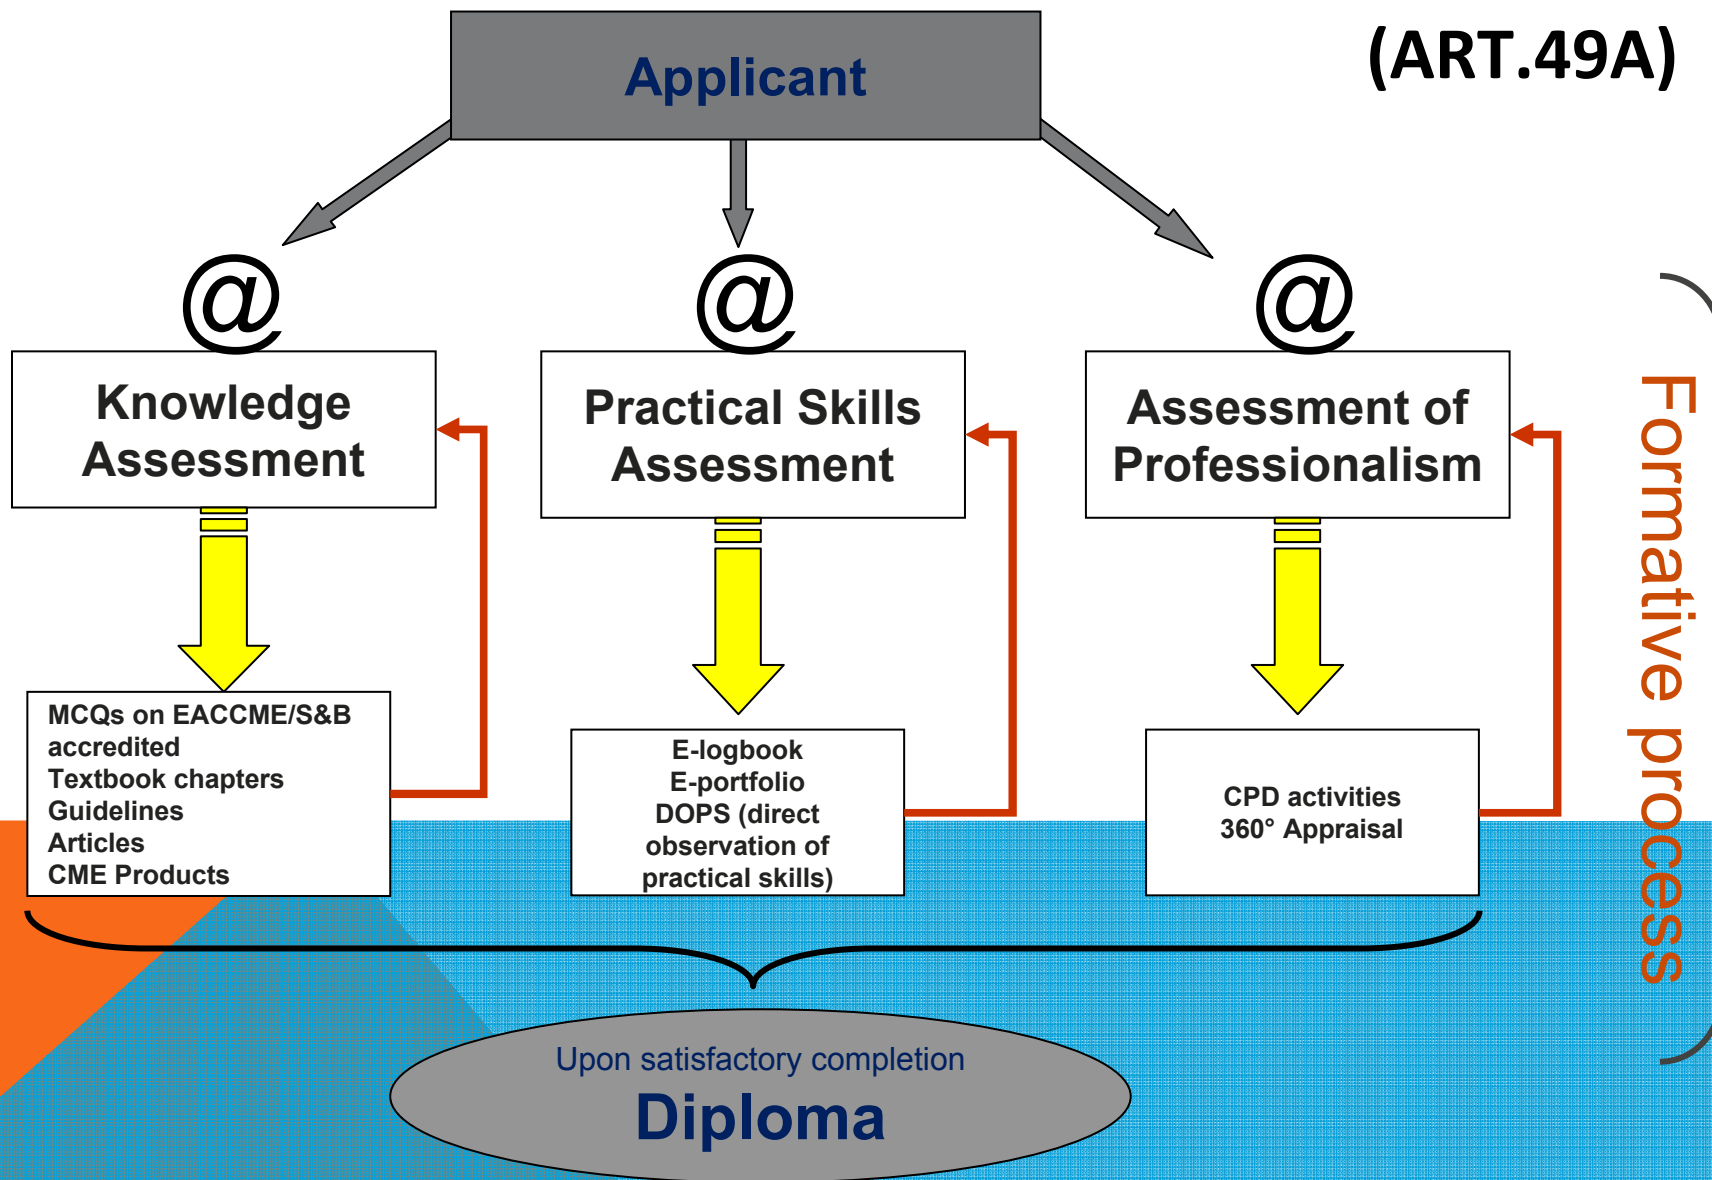 (ART.49A)
Applicant
@
@
@
Knowledge
Assessment
Practical Skills
Assessment
Assessment of
Professionalism
MCQs on EACCME/S&B
accredited
Textbook chapters
Guidelines
Articles
CME Products
E-logbook
E-portfolio
DOPS (direct
observation of
practical skills)
CPD activities
360° Appraisal
Formative process
Upon satisfactory completion
Diploma